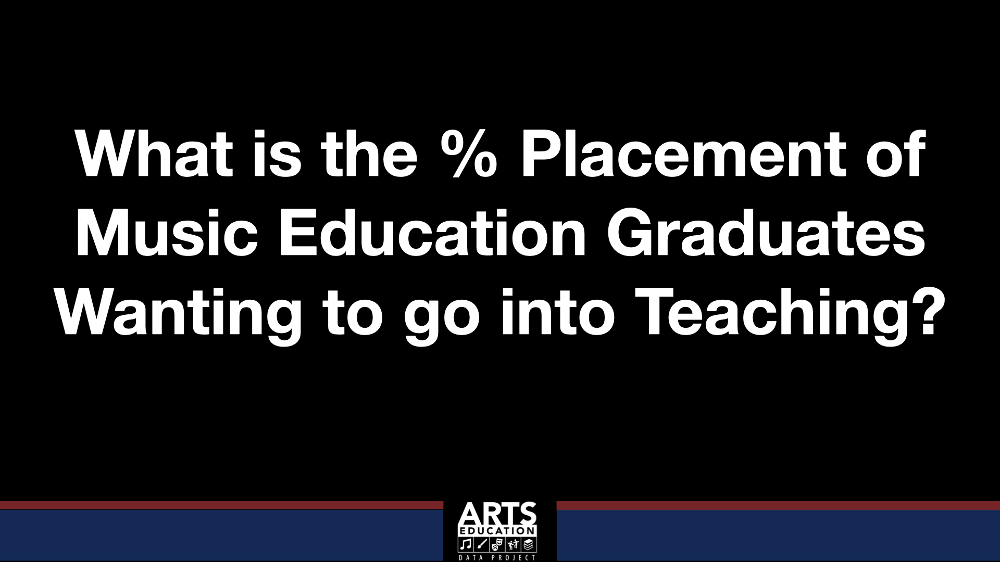 What is the % Placement of
Music Education Graduates
Wanting to go into Teaching?
ARTS
EDUCATION
DATA PROJECT